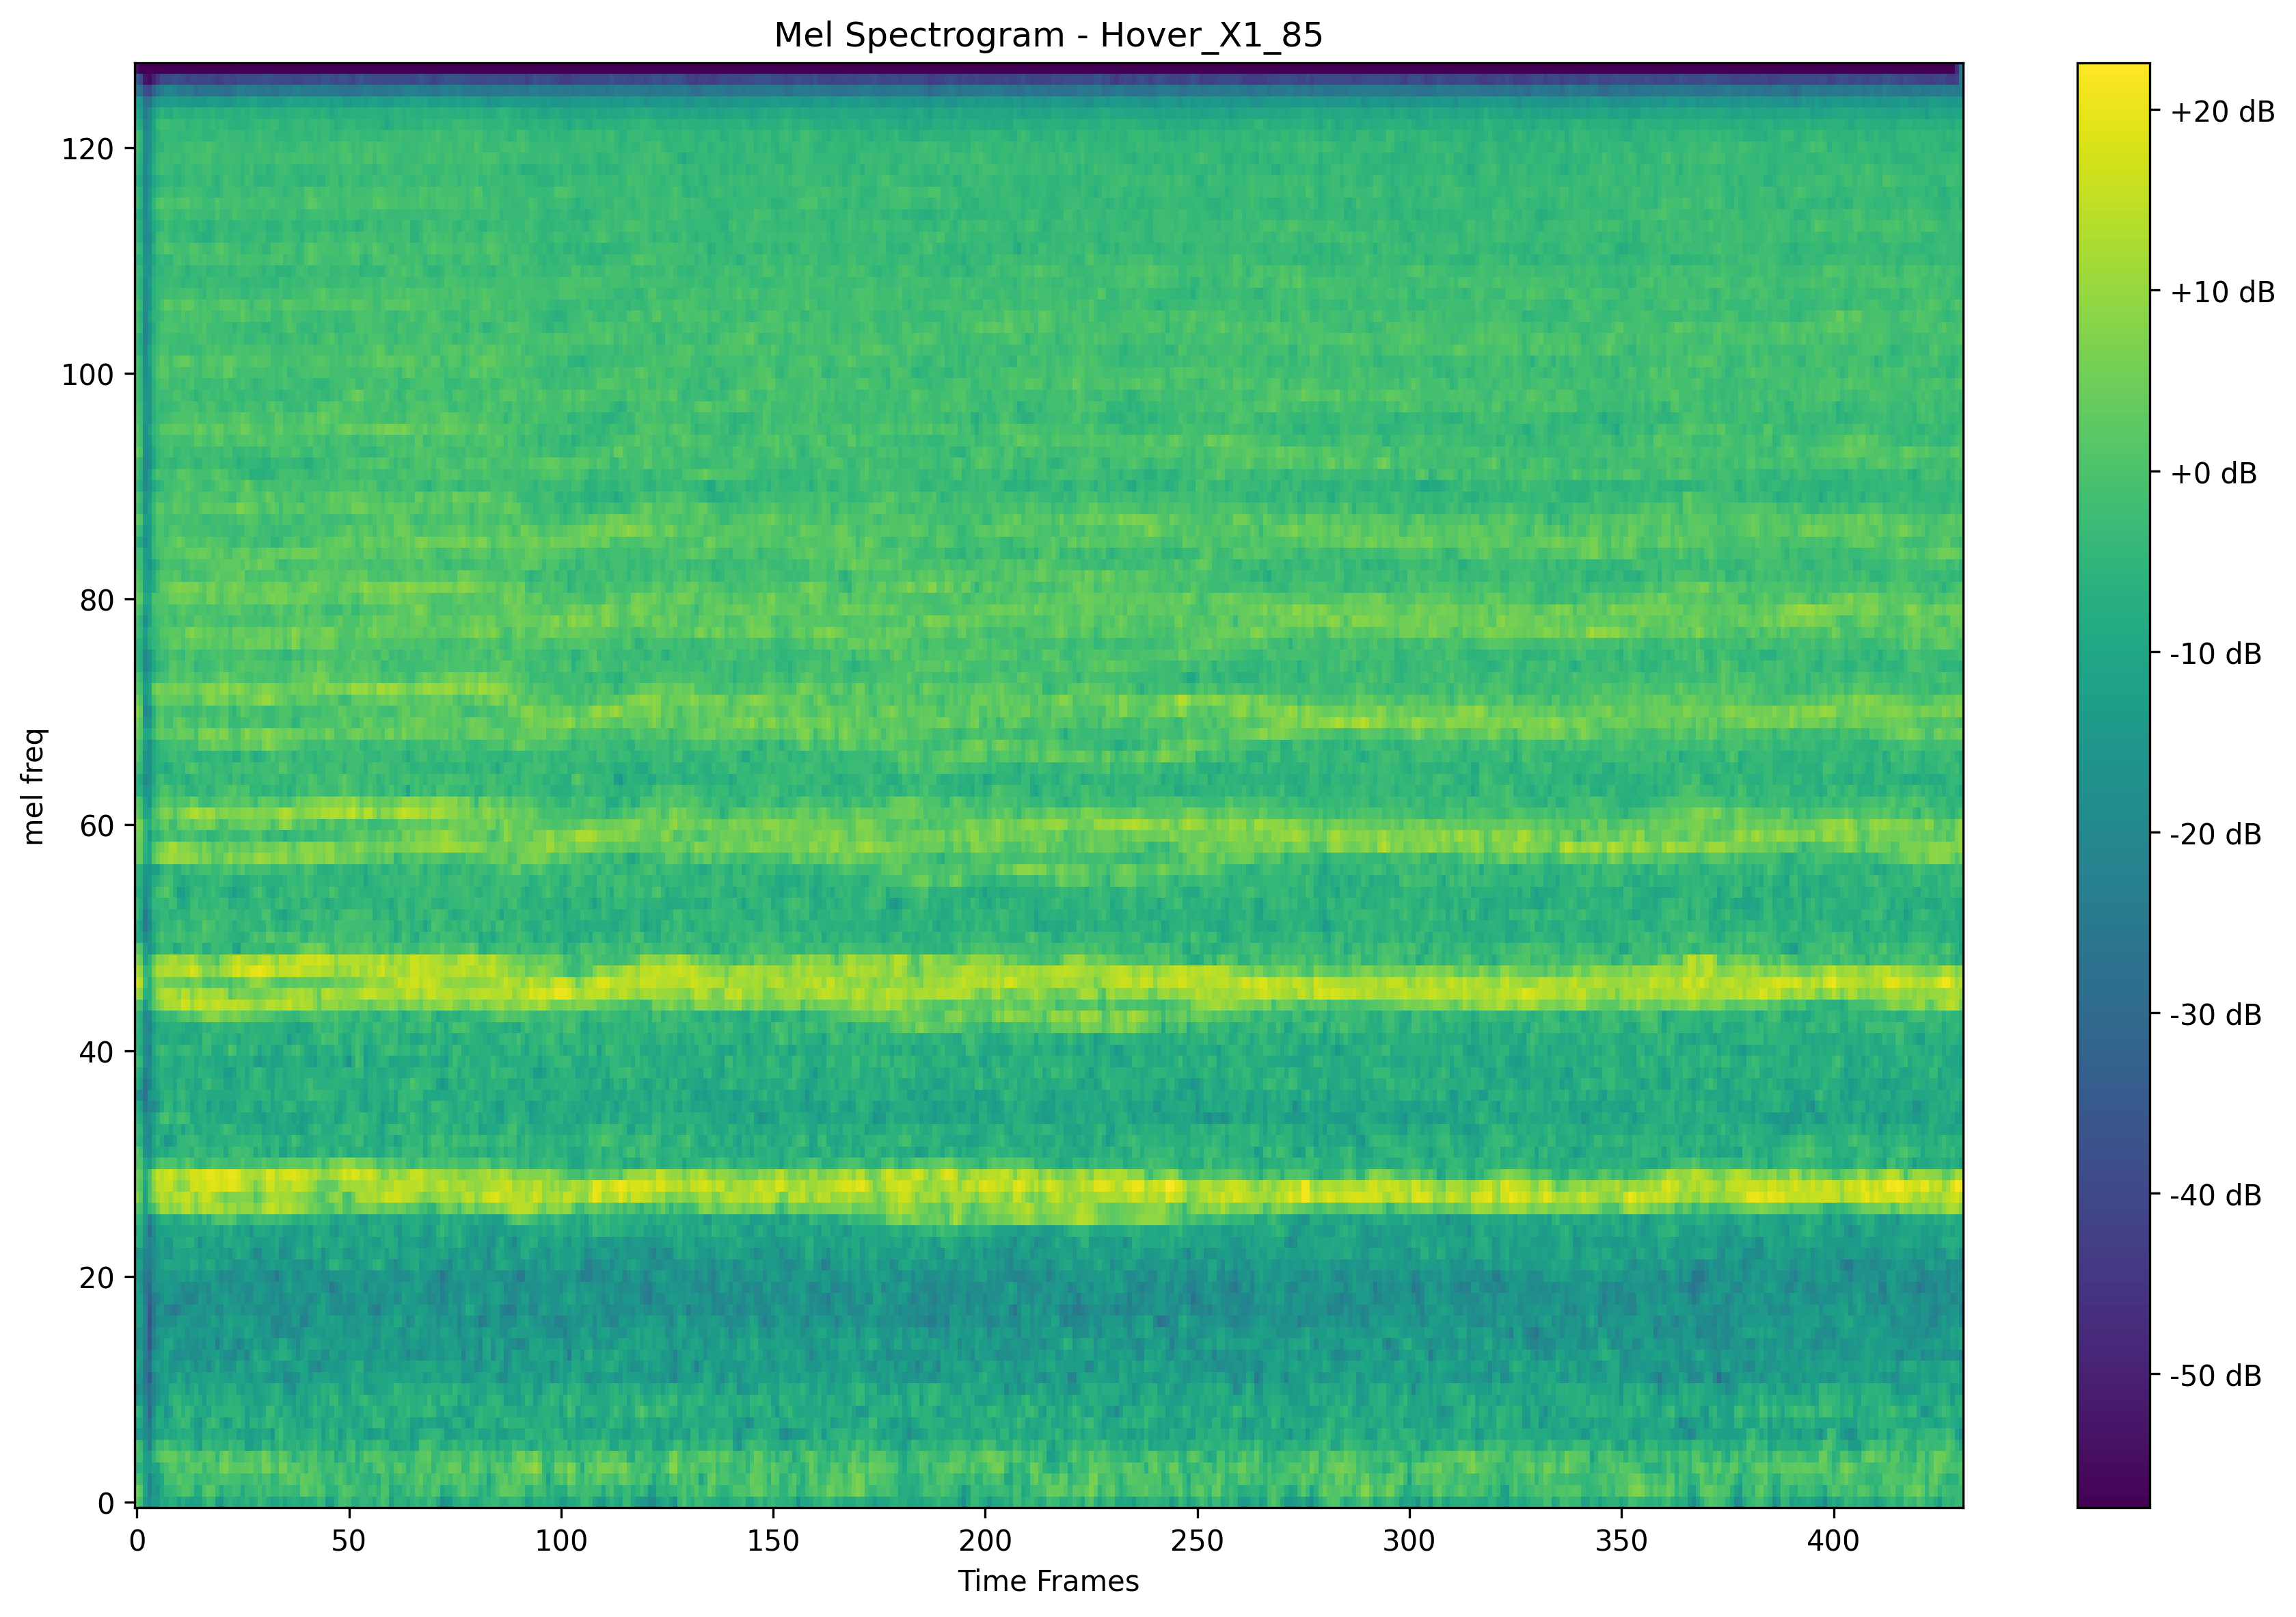 Mel Spectrogram - Hover_X1_85
mel freq
120
100
80
60
40
20
0
0 50 100 150 200 250 300 350 400
Time Frames
+20 dB
+10 dB
+0 dB
-10 dB
-20 dB
-30 dB
-40 dB
-50 dB